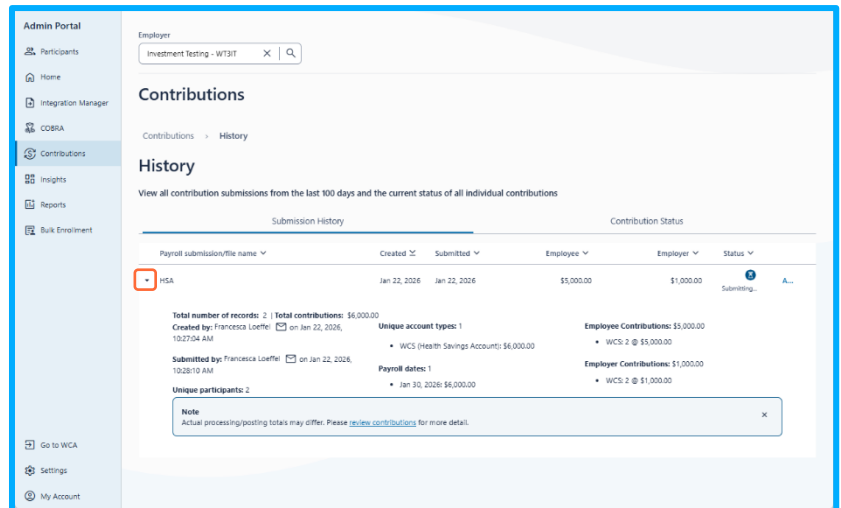 Admin Portal
Participants
Home
Integration Manager
COBRA
Contributions
Insights
Reports
Bulk Enrollment
Go to WCA
Settings
My Account
Employer
Investment Testing - WT3IT
Contributions
Contributions > History
History
View all contribution submissions from the last 100 days and the current status of all individual contributions
Submission History Contribution Status
Payroll submission/file name Created Submitted Employee Employer Status
HSA Jan 22, 2026 Jan 22, 2026 $5,000.00 $1,000.00 Submitting... A...
Total number of records: 2 | Total contributions: $6,000.00
Created by: Francesca Loeffel on Jan 22, 2026,
10:27:04 AM
Submitted by: Francesca Loeffel on Jan 22, 2026,
10:28:10 AM
Unique participants: 2
Unique account types: 1
• WCS (Health Savings Account): $6,000.00
Payroll dates: 1
• Jan 30, 2026: $6,000.00
Employee Contributions: $5,000.00
• WCS: 2 @ $5,000.00
Employer Contributions: $1,000.00
• WCS: 2 @ $1,000.00
Note
Actual processing/posting totals may differ. Please review contributions for more detail.